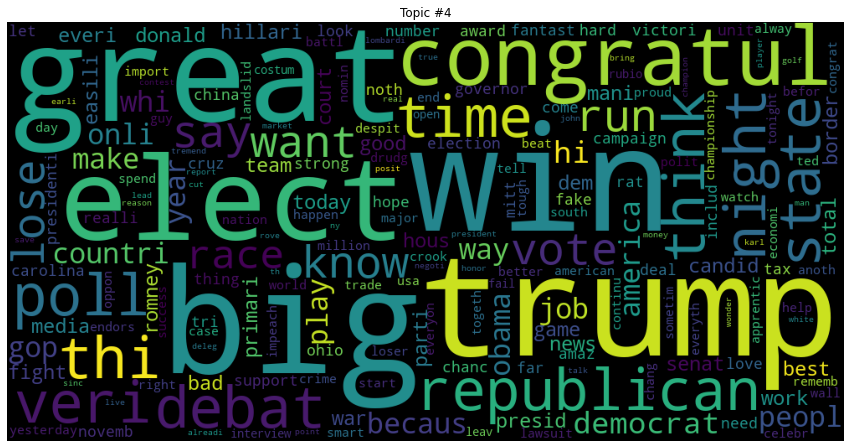 Topic #4
let everi donald hillari look number award fantast hard victori unit alway
great congratul
battl lombardi true bring player golf
import costum noth governor rubio proud befor tonight congrat
easili whi china landslid court nomin mani come
contest earli guy real end open
day onli say want time run think night state border
despit beat john champion championship
make team strong good drudg election campaign polit ted
lose presidenti year cruz market hi
tremend report posit tell dem rat watch economi man
elect win
spend lead cut today hope mitt tough fake south includ total
realli reason nation happen major president money karl
save rove ny
countri race know way vote hous america candid tax anoth
carolina oppon thing million crook better american deal
poll big trump
success world trade usa fail continu sometim everyth help
romney primari play parti obama job apprentic wonder
media tri impeach negoti honor togeth game white
endors case th everyon news
deleg ohio loser chanc far amaz chang senat love best
gop thi
fight sinc bad support crime start talk rememb wall
right war republican work
veri debat becaus presid democrat need peopl
live
yesterday novemb alreadi interview point smart leav lawsuit celebr